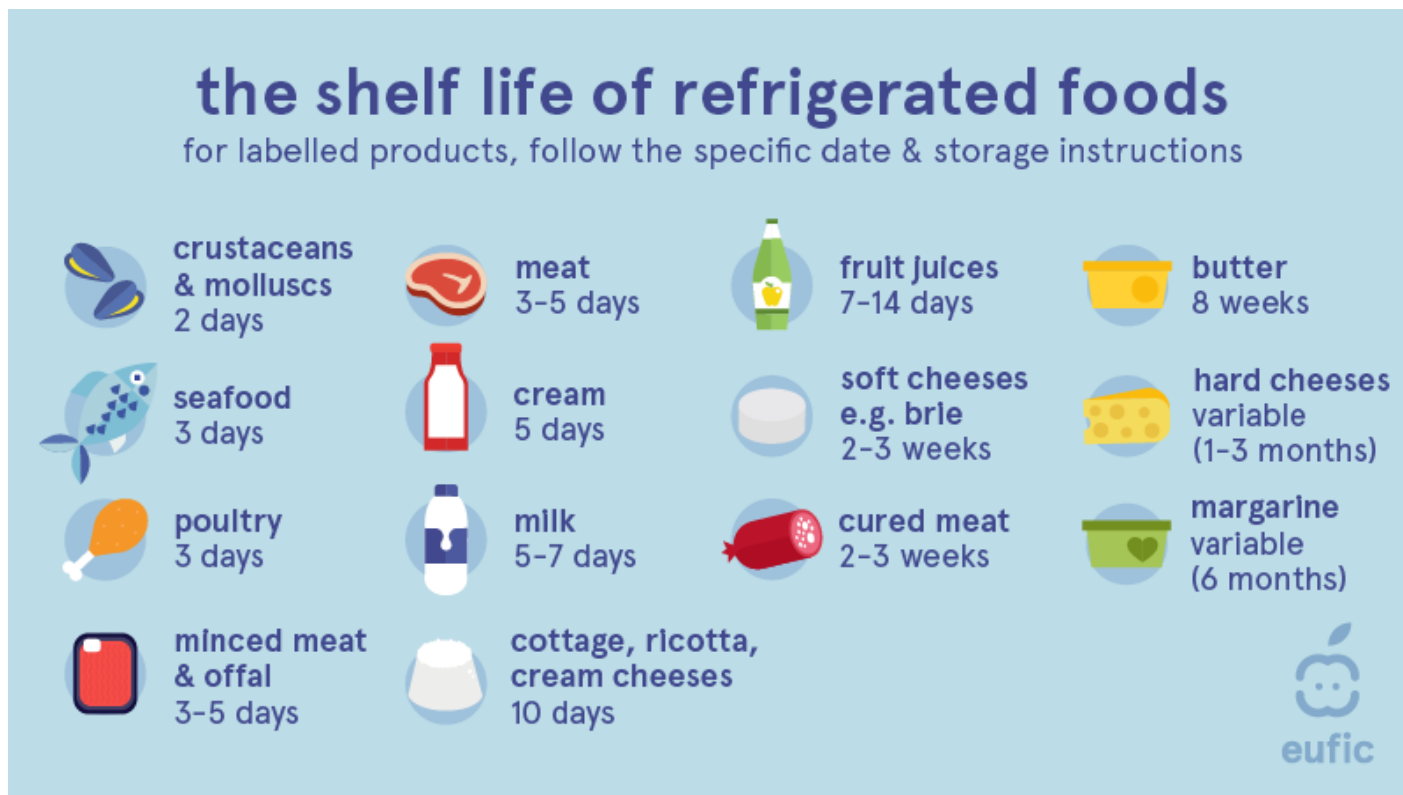 the shelf life of refrigerated foods
for labelled products, follow the specific date & storage instructions
crustaceans
& molluscs
2 days
seafood
3 days
poultry
3 days
minced meat
& offal
3-5 days
meat
3-5 days
cream
5 days
milk
5-7 days
cottage, ricotta,
cream cheeses
10 days
fruit juices
7-14 days
soft cheeses
e.g. brie
2-3 weeks
cured meat
2-3 weeks
butter
8 weeks
hard cheeses
variable
(1-3 months)
margarine
variable
(6 months)
eufic